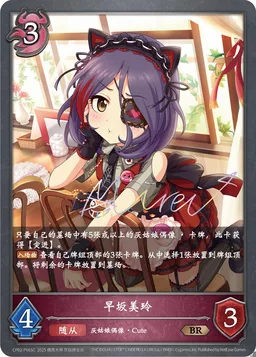 3
Mirei
只要自己的墓场中有5张或以上的灰姑娘偶像·卡牌，此卡获
得【突进】。
入场曲 查看自己牌组顶部的3张卡牌。从中选择1张放置到牌组顶部。
将剩余的卡牌放置到墓场。
早坂美玲
4
随从
灰姑娘偶像·Cute
BR
3